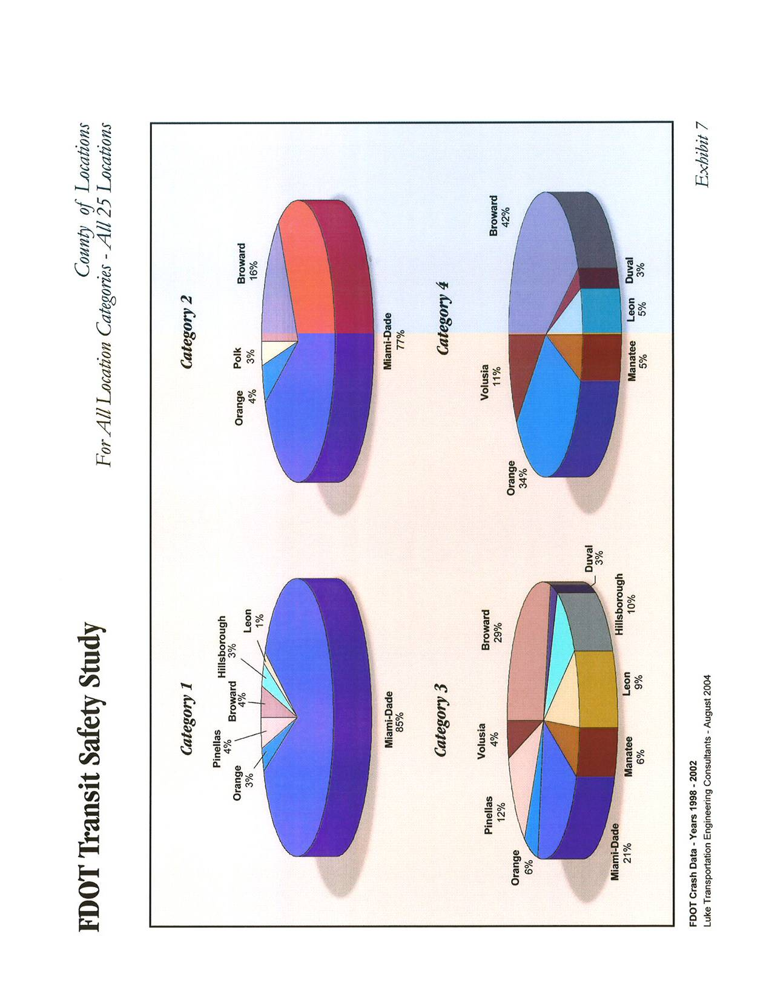 FDOT Transit Safety Study
County of Locations
For All Location Categories - All 25 Locations
Category 1
Pinellas
4%
Orange
3%
Broward
4%
Hillsborough
3%
Leon
1%
Miami-Dade
85%
Category 2
Orange
4%
Polk
3%
Broward
16%
Miami-Dade
77%
Category 3
Orange
6%
Pinellas
12%
Volusia
4%
Broward
29%
Duval
3%
Hillsborough
10%
Leon
9%
Manatee
6%
Miami-Dade
21%
Category 4
Orange
34%
Volusia
11%
Broward
42%
Duval
3%
Leon
5%
Manatee
5%
FDOT Crash Data - Years 1998 - 2002
Luke Transportation Engineering Consultants - August 2004
Exhibit 7